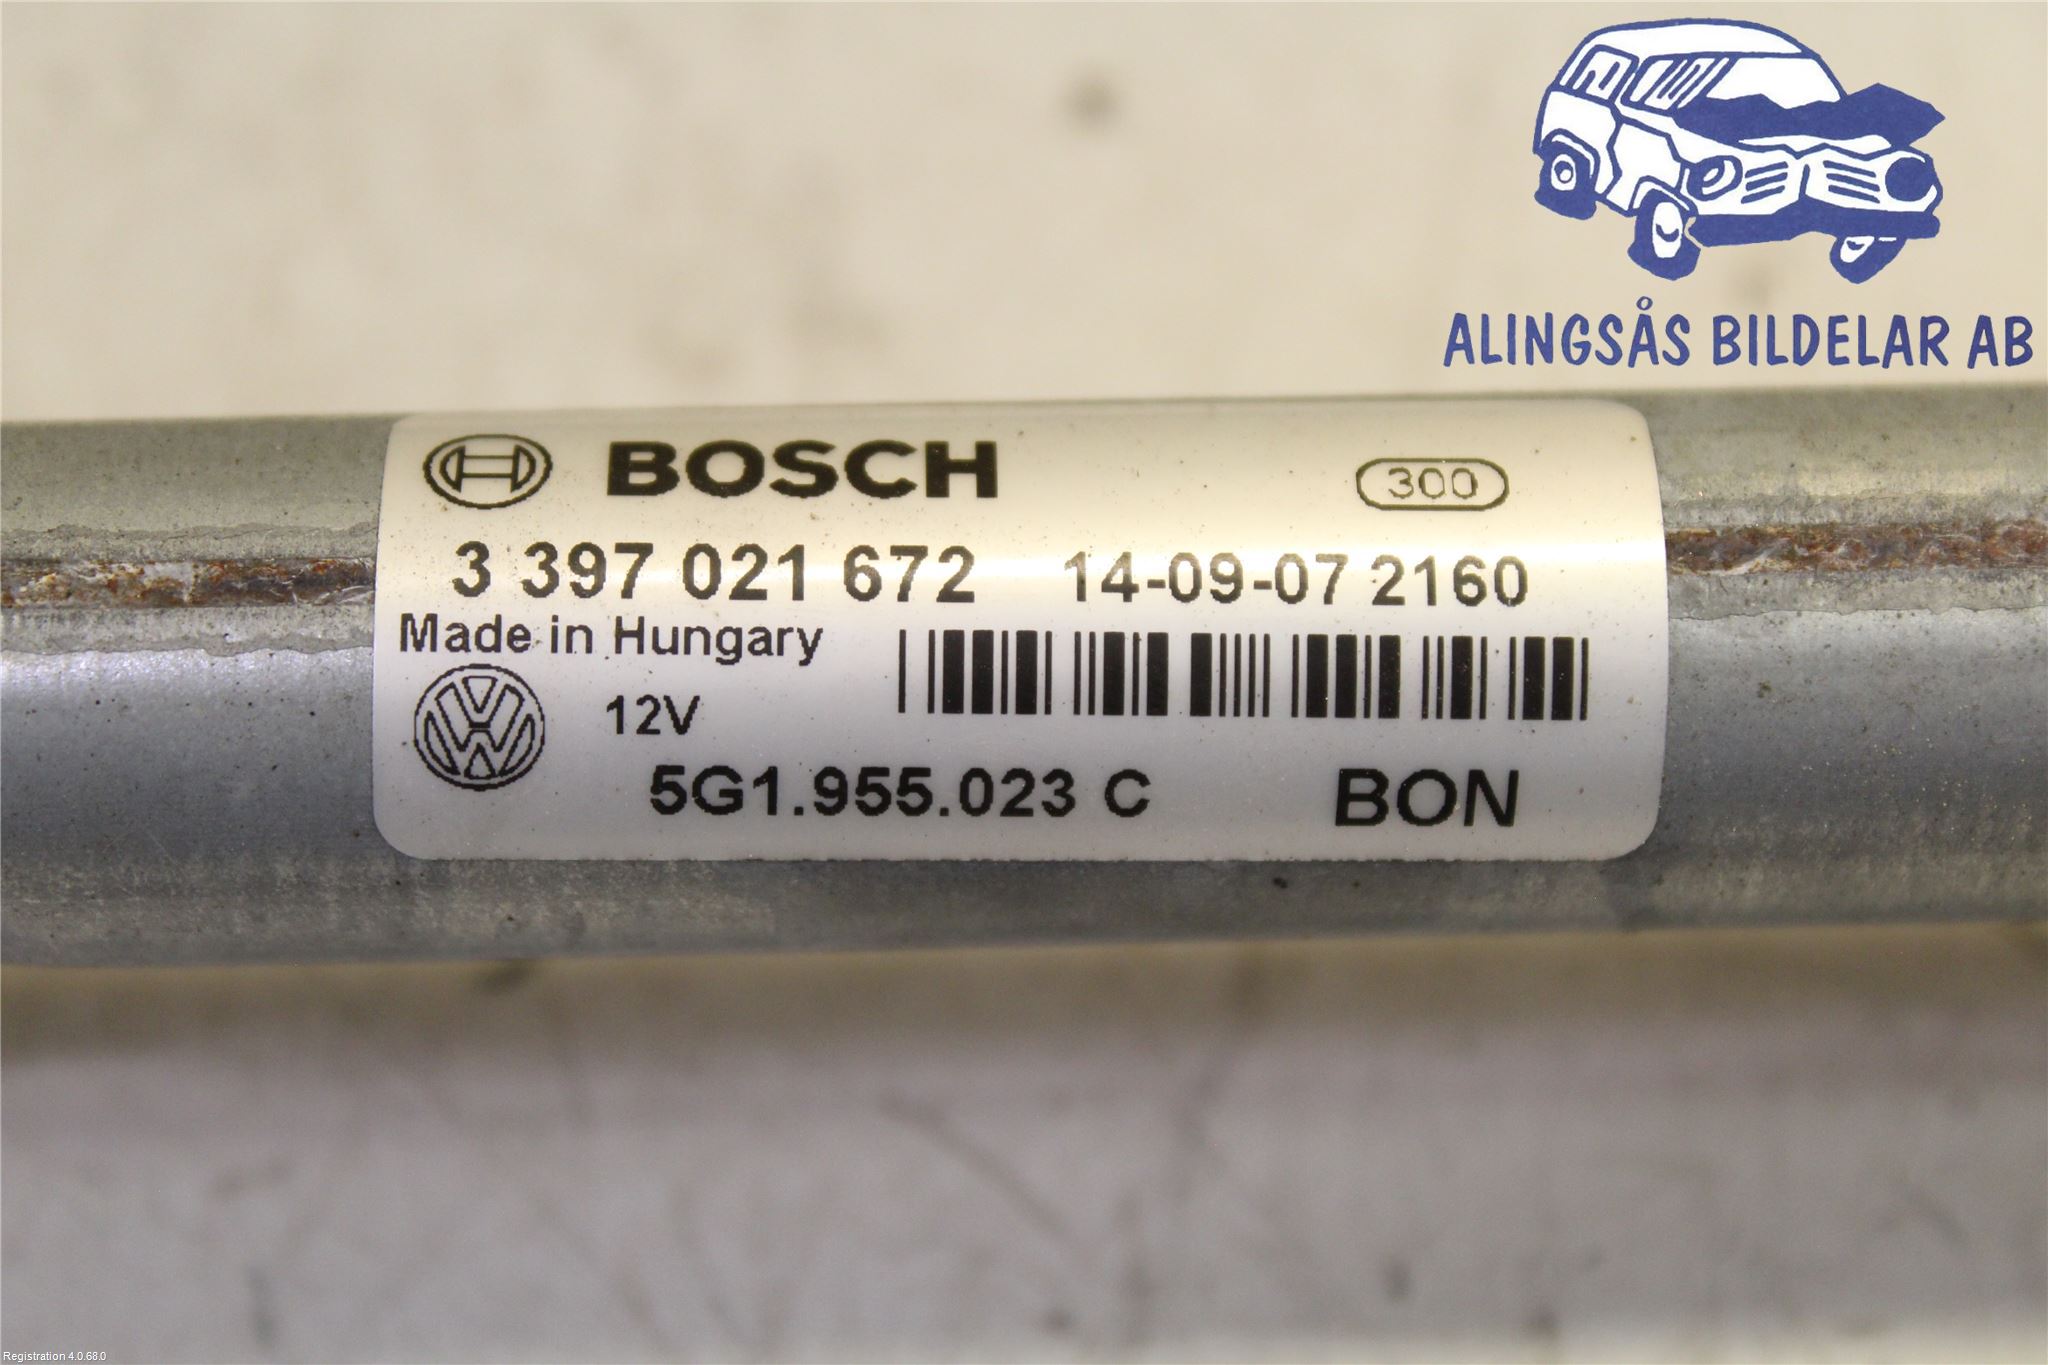 ALINGSÅS BILDELAR AB
BOSCH 300
3 397 021 672 14-09-07 2160
Made in Hungary
12V
5G1.955.023 C BON
Registration 4.0.68.0